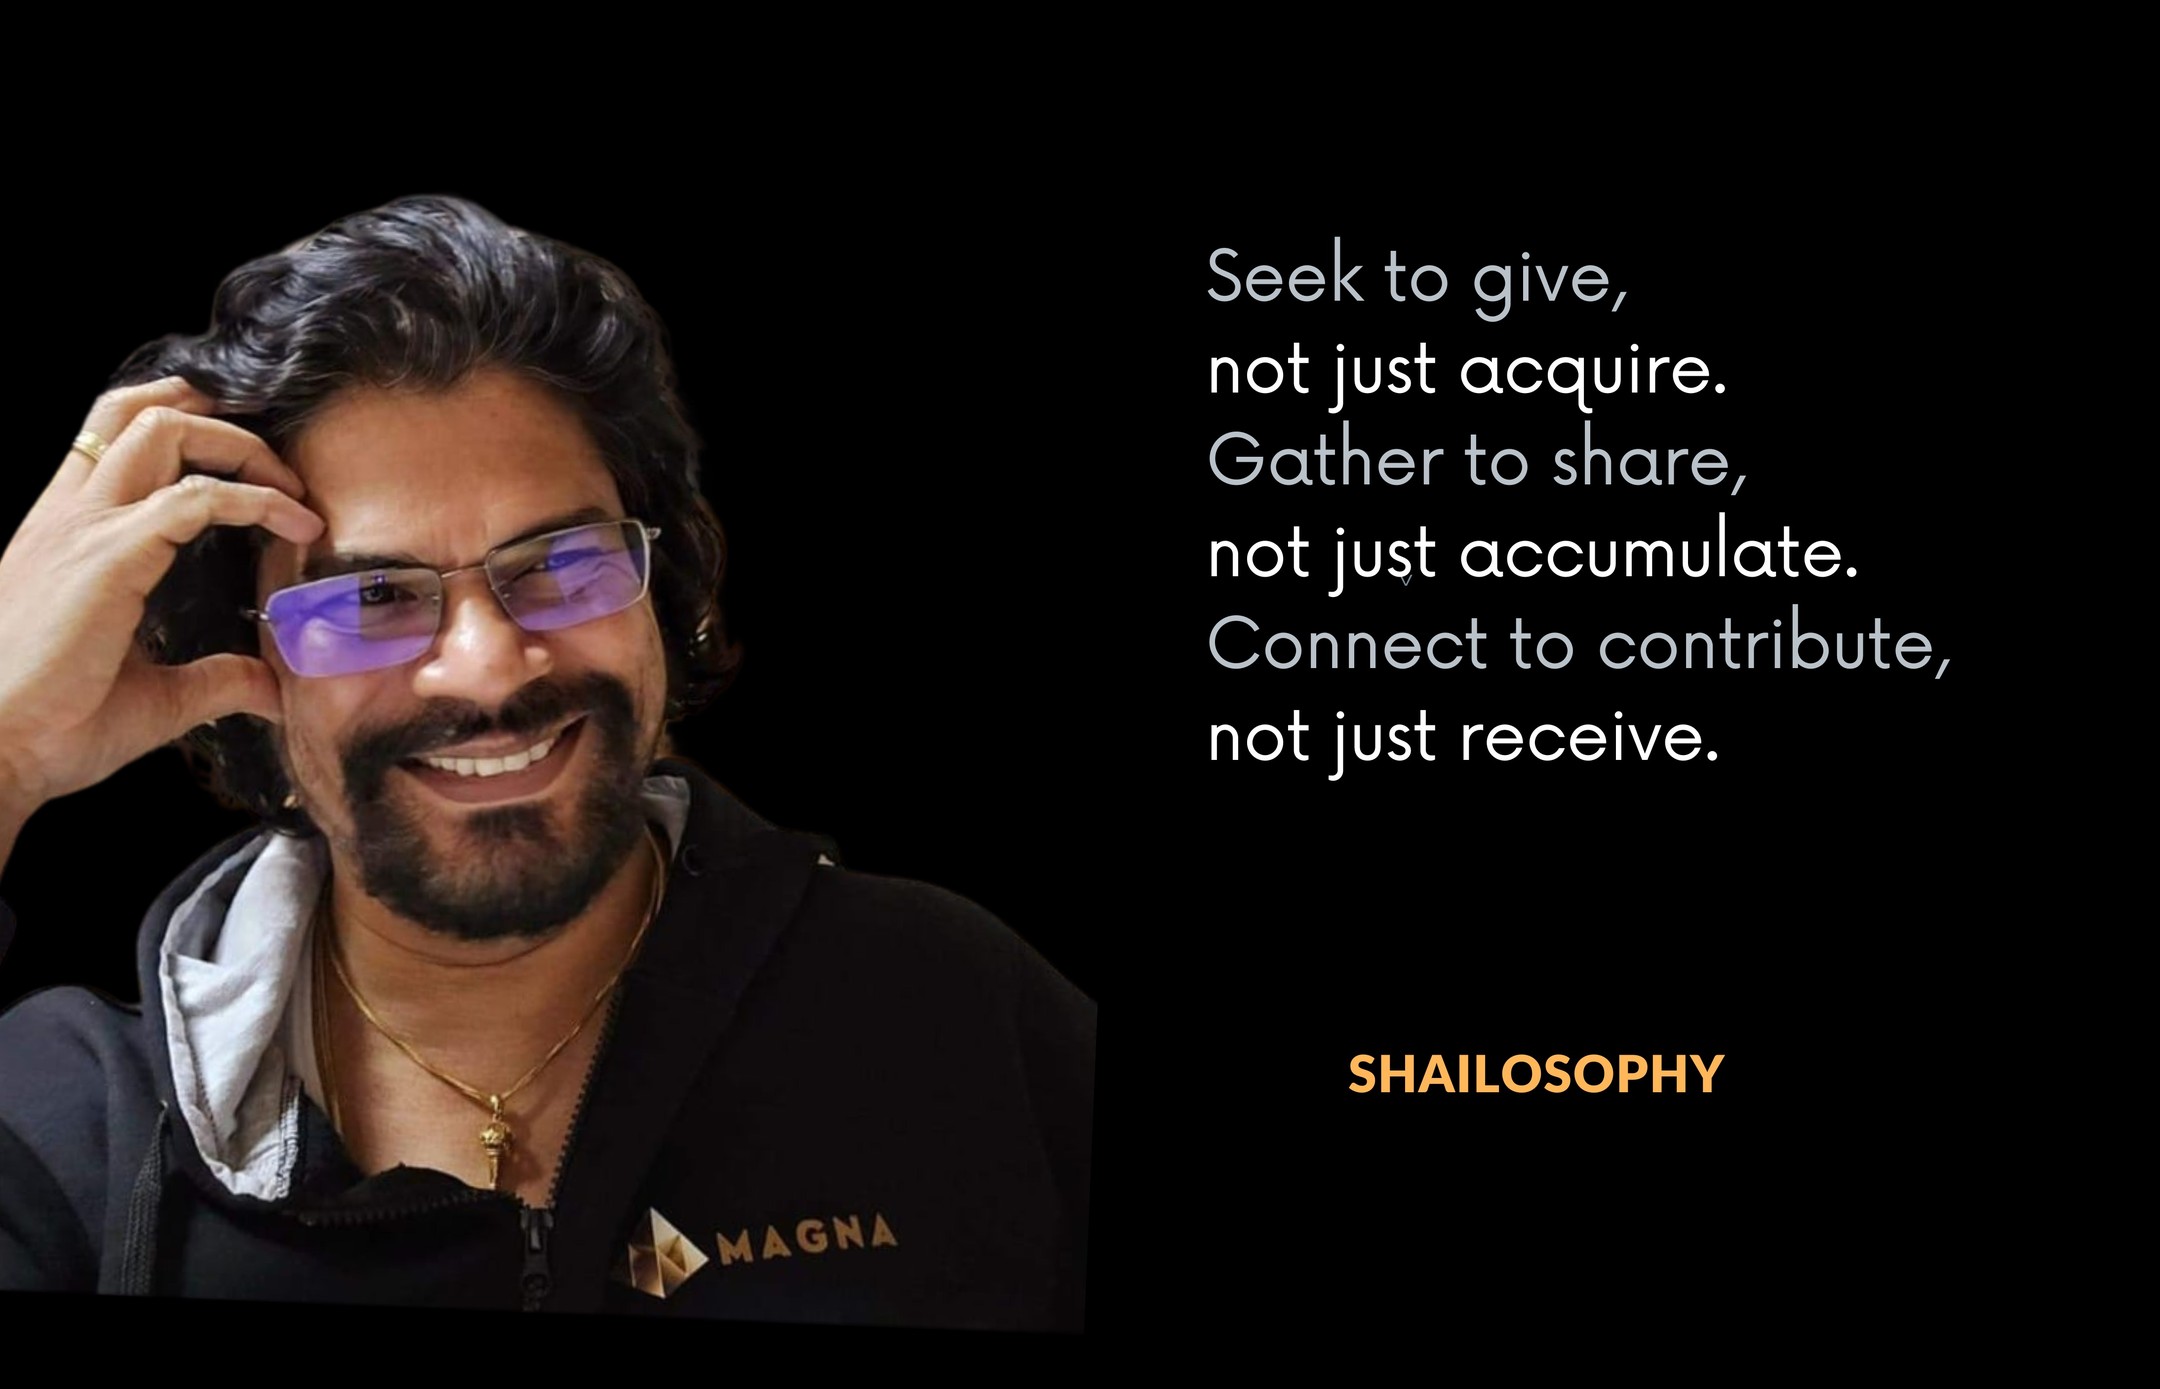 Seek to give,
not just acquire.
Gather to share,
not just accumulate.
Connect to contribute,
not just receive.
SHAILOSOPHY
MAGNA